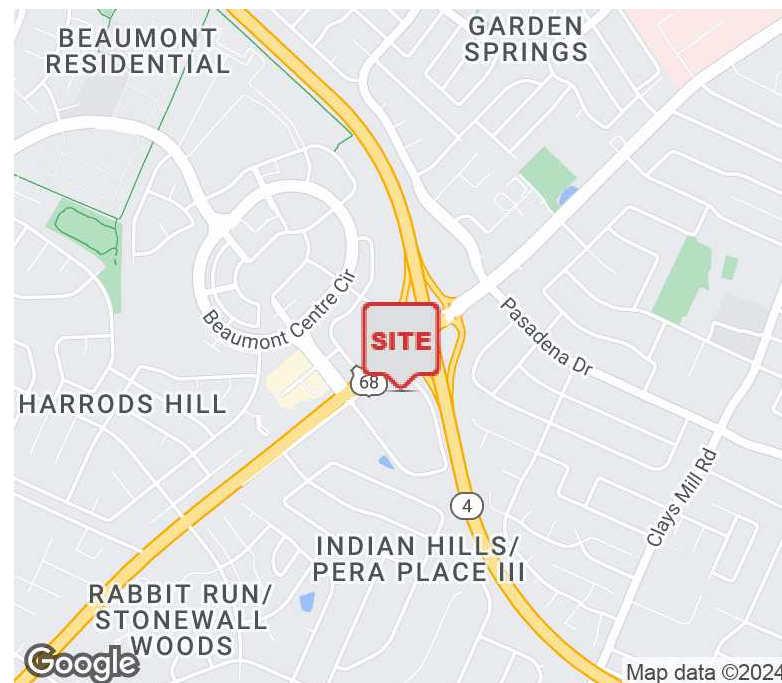 BEAUMONT
RESIDENTIAL
GARDEN
SPRINGS
Beaumont Centre Cir
SITE
Pasadena Dr
68
HARRODS HILL
Clays Mill Rd
4
INDIAN HILLS/
PERA PLACE III
RABBIT RUN/
STONEWALL
WOODS
Google
Map data ©2024